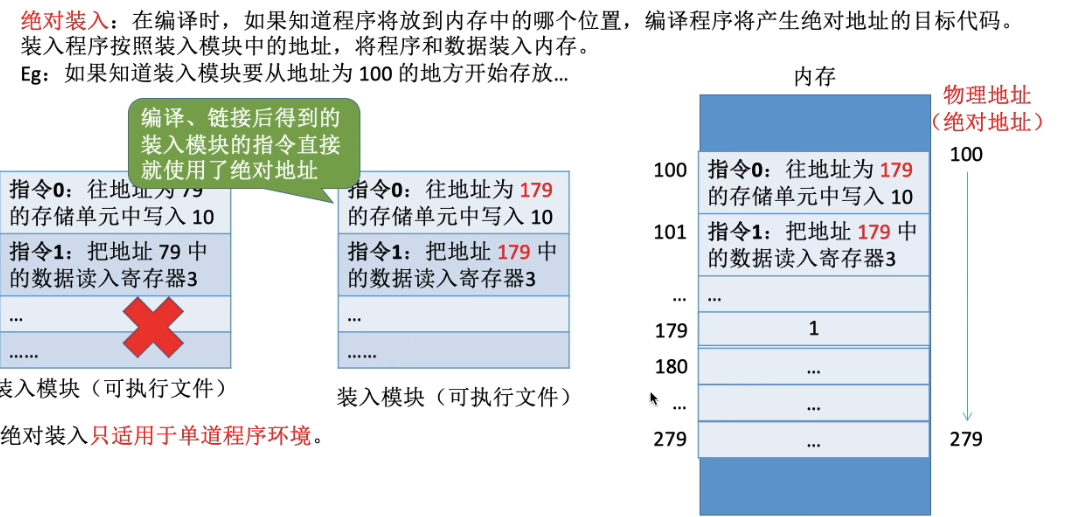 绝对装入：在编译时，如果知道程序将放到内存中的哪个位置，编译程序将产生绝对地址的目标代码。
装入程序按照装入模块中的地址，将程序和数据装入内存。
Eg：如果知道装入模块要从地址为 100 的地方开始存放...
编译、链接后得到的
装入模块的指令直接
就使用了绝对地址
指令0：往地址为 79
的存储单元中写入 10
指令1：把地址 79 中
的数据读入寄存器3
...
......
装入模块（可执行文件）
指令0：往地址为 179
的存储单元中写入 10
指令1：把地址 179 中
的数据读入寄存器3
...
......
装入模块（可执行文件）
绝对装入只适用于单道程序环境。
内存
物理地址
（绝对地址）
100
指令0：往地址为 179
的存储单元中写入 10
100
101
指令1：把地址 179 中
的数据读入寄存器3
...
...
179
1
180
...
...
...
279
...
279